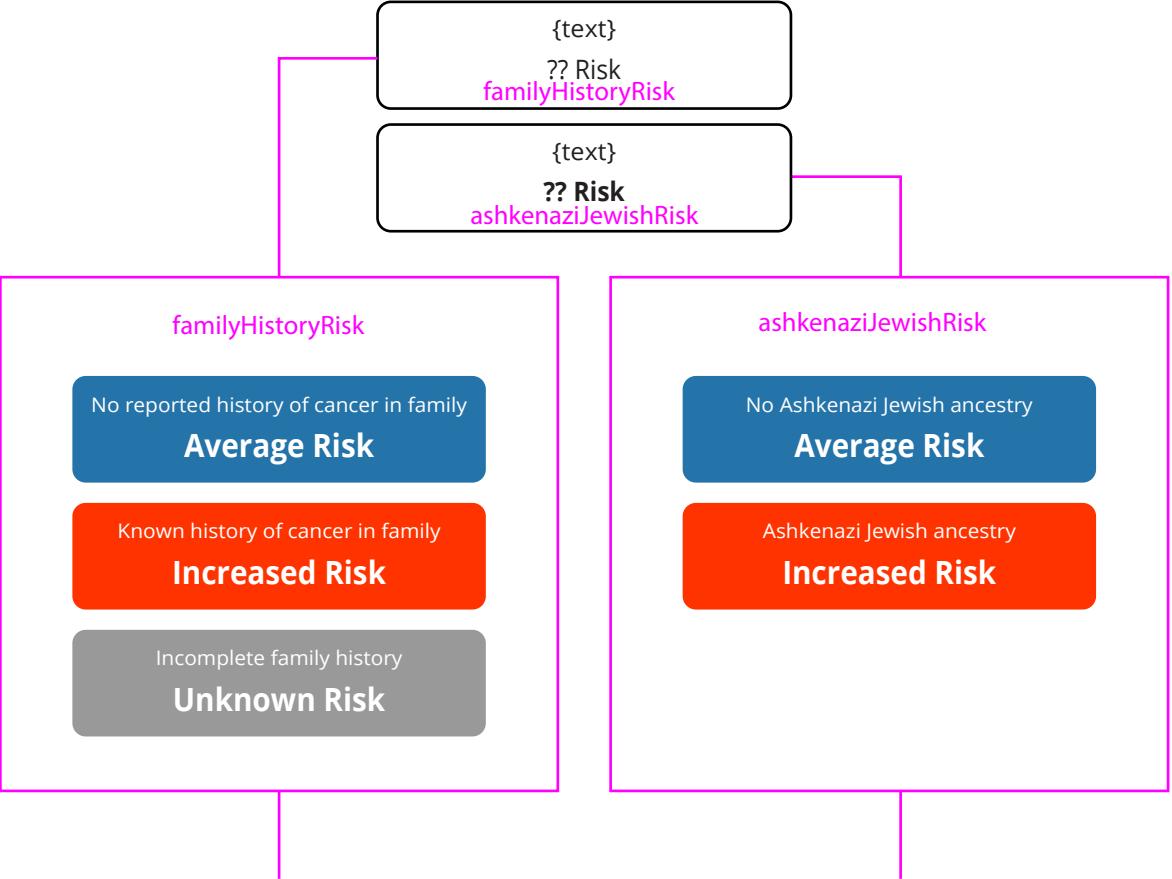 {text}
?? Risk
familyHistoryRisk
{text}
?? Risk
ashkenaziJewishRisk
familyHistoryRisk
No reported history of cancer in family
Average Risk
Known history of cancer in family
Increased Risk
Incomplete family history
Unknown Risk
ashkenaziJewishRisk
No Ashkenazi Jewish ancestry
Average Risk
Ashkenazi Jewish ancestry
Increased Risk